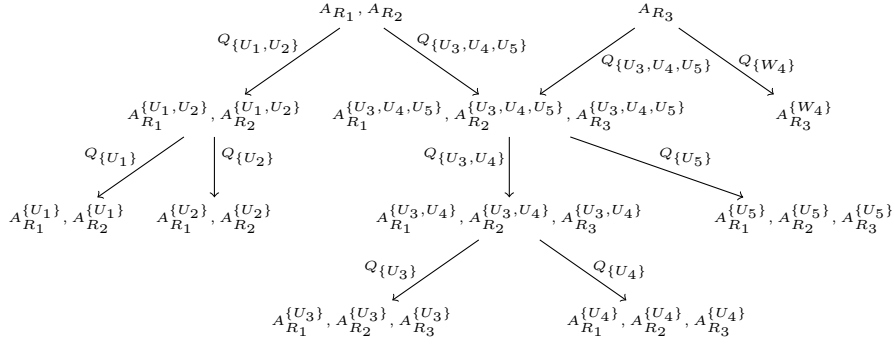 A_{R_1}, A_{R_2} A_{R_3}
Q_{\{U_1,U_2\}} Q_{\{U_3,U_4,U_5\}} Q_{\{U_3,U_4,U_5\}} Q_{\{W_4\}}
A_{R_1}^{\{U_1,U_2\}}, A_{R_2}^{\{U_1,U_2\}} A_{R_1}^{\{U_3,U_4,U_5\}}, A_{R_2}^{\{U_3,U_4,U_5\}}, A_{R_3}^{\{U_3,U_4,U_5\}} A_{R_3}^{\{W_4\}}
Q_{\{U_1\}} Q_{\{U_2\}} Q_{\{U_3,U_4\}} Q_{\{U_5\}}
A_{R_1}^{\{U_1\}}, A_{R_2}^{\{U_1\}} A_{R_1}^{\{U_2\}}, A_{R_2}^{\{U_2\}} A_{R_1}^{\{U_3,U_4\}}, A_{R_2}^{\{U_3,U_4\}}, A_{R_3}^{\{U_3,U_4\}} A_{R_1}^{\{U_5\}}, A_{R_2}^{\{U_5\}}, A_{R_3}^{\{U_5\}}
Q_{\{U_3\}} Q_{\{U_4\}}
A_{R_1}^{\{U_3\}}, A_{R_2}^{\{U_3\}}, A_{R_3}^{\{U_3\}} A_{R_1}^{\{U_4\}}, A_{R_2}^{\{U_4\}}, A_{R_3}^{\{U_4\}}